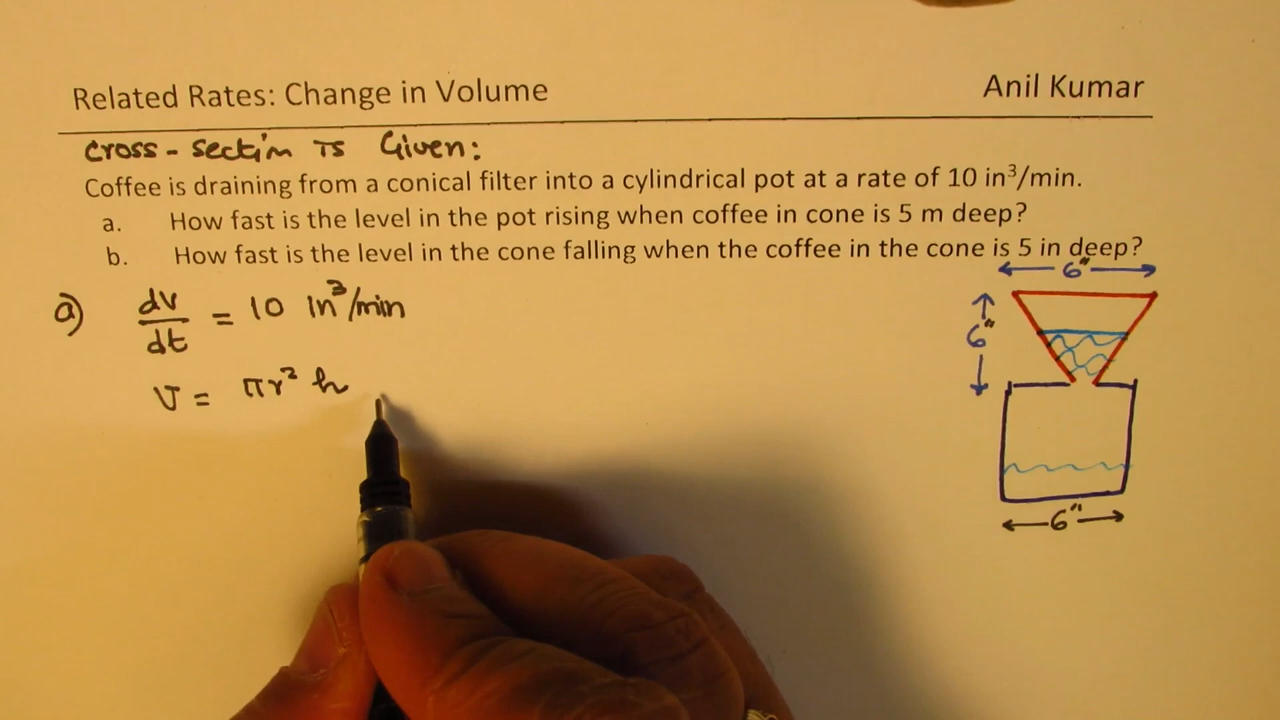 Related Rates: Change in Volume Anil Kumar
Cross-section Is Given:
Coffee is draining from a conical filter into a cylindrical pot at a rate of 10 in³/min.
a. How fast is the level in the pot rising when coffee in cone is 5 m deep?
b. How fast is the level in the cone falling when the coffee in the cone is 5 in deep?
6"
6"
a) dv/dt = 10 in³/min
V = πr² h
6"